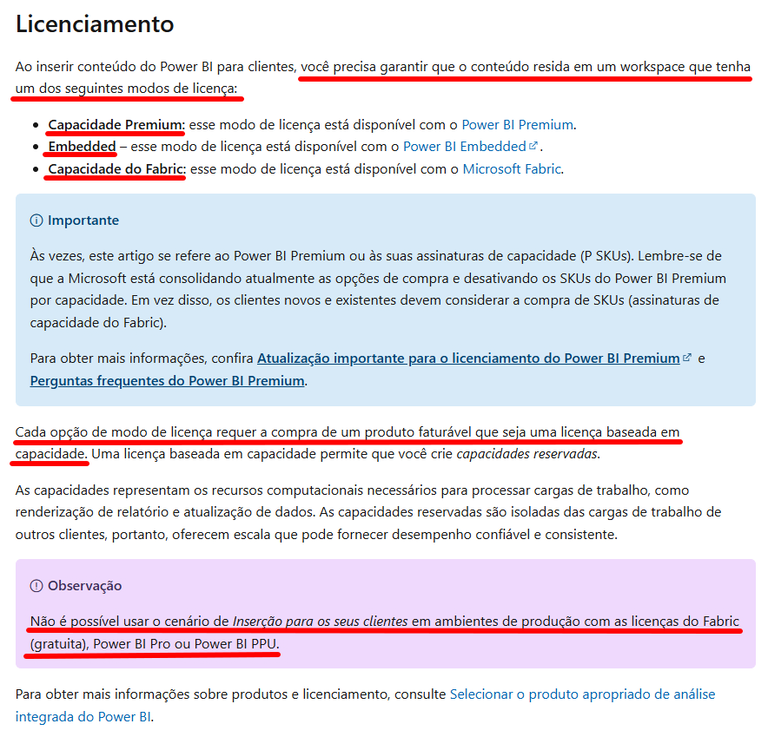 Licenciamento
Ao inserir conteúdo do Power BI para clientes, você precisa garantir que o conteúdo resida em um workspace que tenha
um dos seguintes modos de licença:
• Capacidade Premium: esse modo de licença está disponível com o Power BI Premium.
• Embedded – esse modo de licença está disponível com o Power BI Embedded.
• Capacidade do Fabric: esse modo de licença está disponível com o Microsoft Fabric.
Importante
Às vezes, este artigo se refere ao Power BI Premium ou às suas assinaturas de capacidade (P SKUs). Lembre-se de
que a Microsoft está consolidando atualmente as opções de compra e desativando os SKUs do Power BI Premium
por capacidade. Em vez disso, os clientes novos e existentes devem considerar a compra de SKUs (assinaturas de
capacidade do Fabric).
Para obter mais informações, confira Atualização importante para o licenciamento do Power BI Premium e
Perguntas frequentes do Power BI Premium.
Cada opção de modo de licença requer a compra de um produto faturável que seja uma licença baseada em
capacidade. Uma licença baseada em capacidade permite que você crie capacidades reservadas.
As capacidades representam os recursos computacionais necessários para processar cargas de trabalho, como
renderização de relatório e atualização de dados. As capacidades reservadas são isoladas das cargas de trabalho de
outros clientes, portanto, oferecem escala que pode fornecer desempenho confiável e consistente.
Observação
Não é possível usar o cenário de Inserção para os seus clientes em ambientes de produção com as licenças do Fabric
(gratuita), Power BI Pro ou Power BI PPU.
Para obter mais informações sobre produtos e licenciamento, consulte Selecionar o produto apropriado de análise
integrada do Power BI.